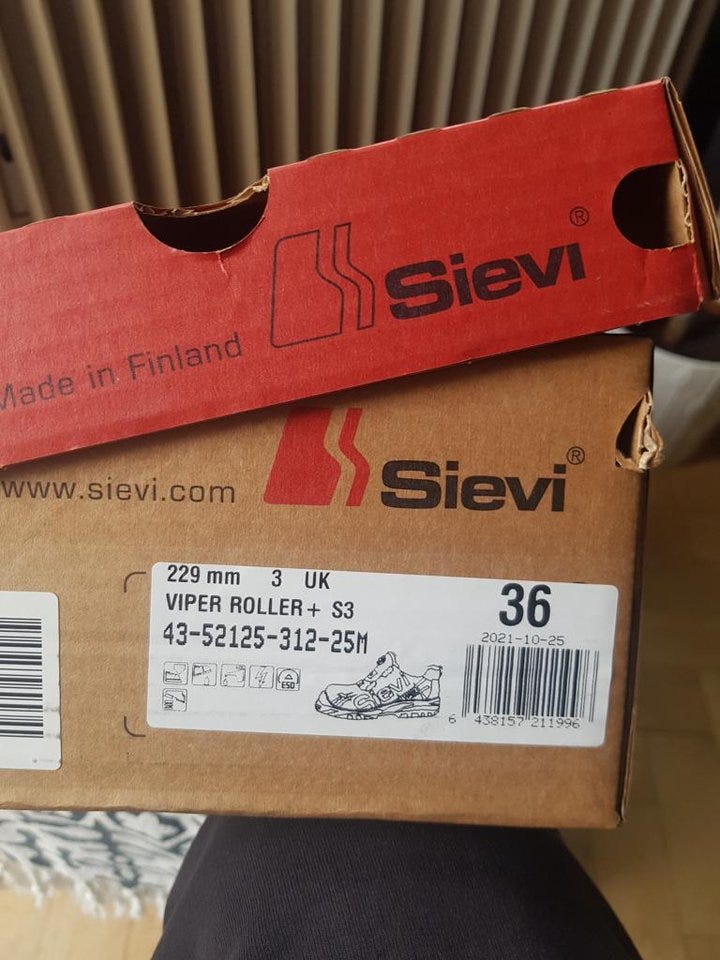 Sievi®
Made in Finland
www.sievi.com
Sievi®
229 mm 3 UK
VIPER ROLLER+ S3
43-52125-312-25M
36
2021-10-25
ESD
Sievi
6 438157 211996